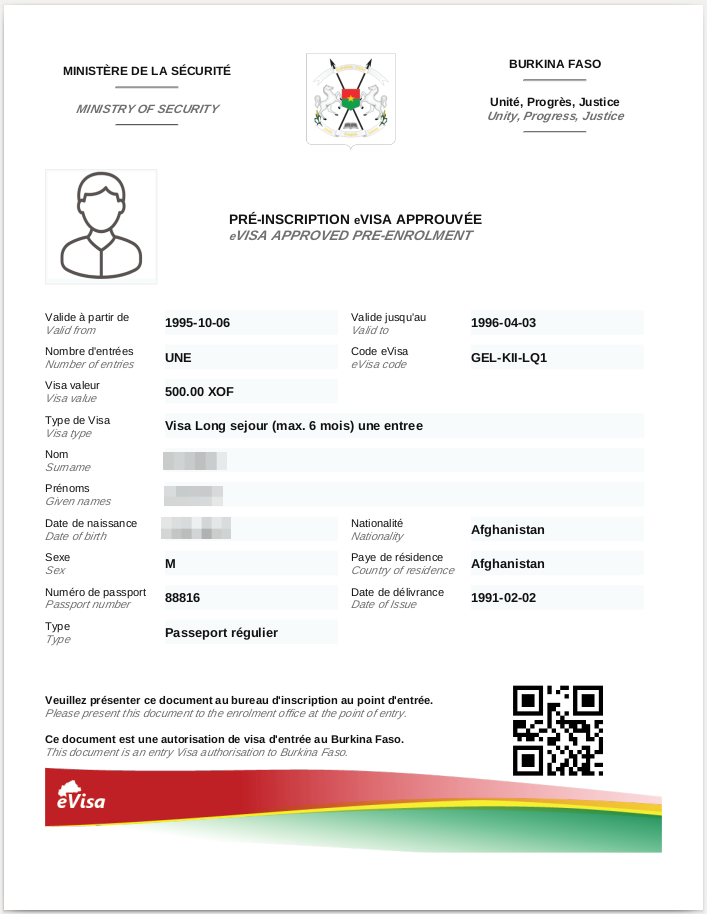 MINISTÈRE DE LA SÉCURITÉ
MINISTRY OF SECURITY
BURKINA FASO
Unité, Progrès, Justice
Unity, Progress, Justice
PRÉ-INSCRIPTION eVISA APPROUVÉE
eVISA APPROVED PRE-ENROLMENT
Valide à partir de
Valid from
1995-10-06
Valide jusqu'au
Valid to
1996-04-03
Nombre d'entrées
Number of entries
UNE
Code eVisa
eVisa code
GEL-KII-LQ1
Visa valeur
Visa value
500.00 XOF
Type de Visa
Visa type
Visa Long sejour (max. 6 mois) une entree
Nom
Surname
Prénoms
Given names
Date de naissance
Date of birth
Nationalité
Nationality
Afghanistan
Sexe
Sex
M
Paye de résidence
Country of residence
Afghanistan
Numéro de passport
Passport number
88816
Date de délivrance
Date of Issue
1991-02-02
Type
Type
Passeport régulier
Veuillez présenter ce document au bureau d'inscription au point d'entrée.
Please present this document to the enrolment office at the point of entry.
Ce document est une autorisation de visa d'entrée au Burkina Faso.
This document is an entry Visa authorisation to Burkina Faso.
eVisa